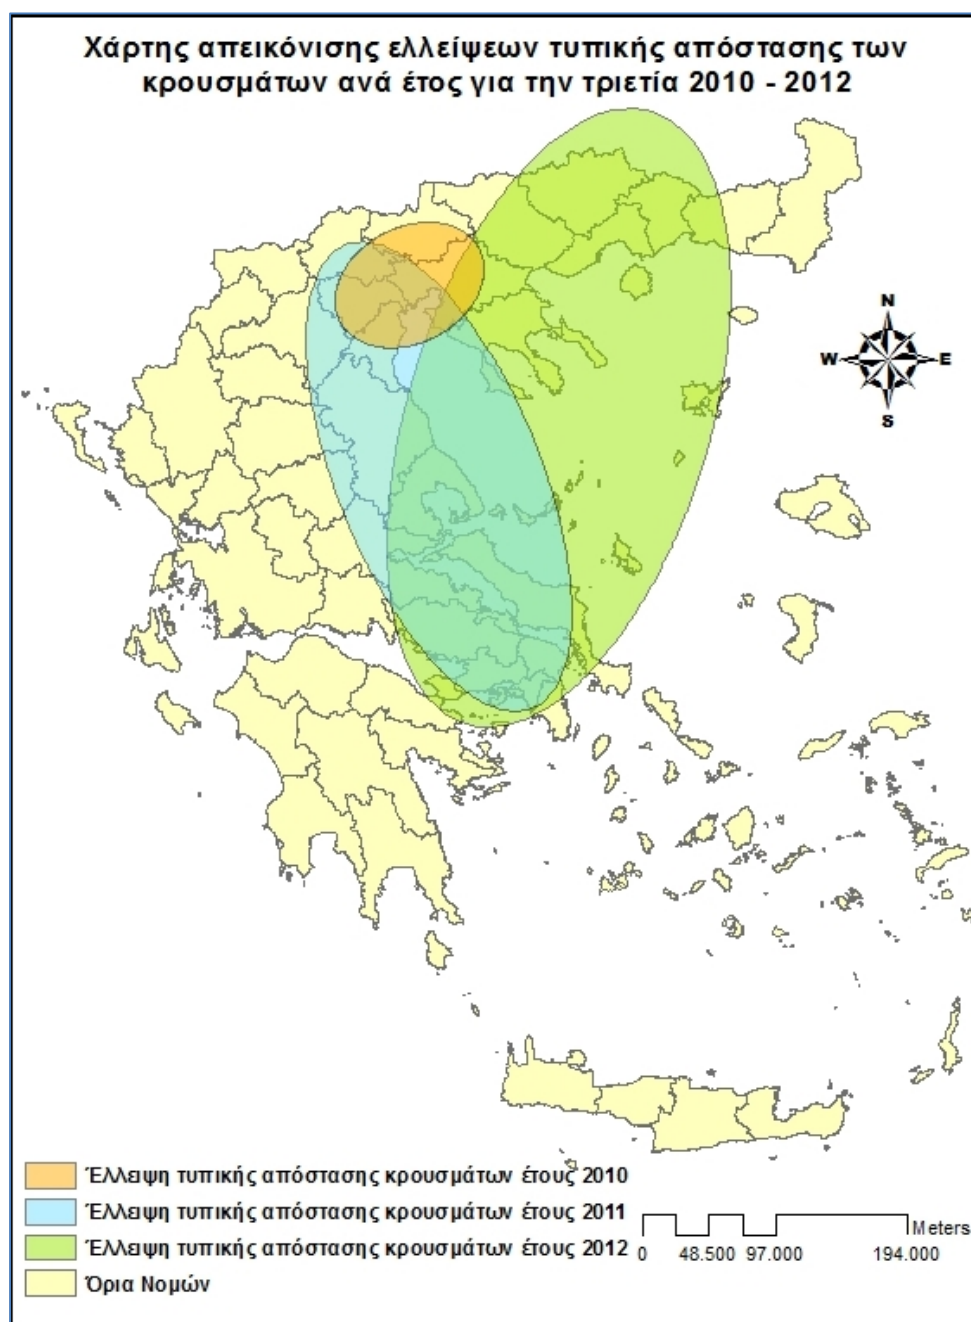 Χάρτης απεικόνισης ελλείψεων τυπικής απόστασης των
κρουσμάτων ανά έτος για την τριετία 2010 - 2012
N
W E
S
Έλλειψη τυπικής απόστασης κρουσμάτων έτους 2010
Έλλειψη τυπικής απόστασης κρουσμάτων έτους 2011
Έλλειψη τυπικής απόστασης κρουσμάτων έτους 2012
Όρια Νομών
Meters
0 48.500 97.000 194.000